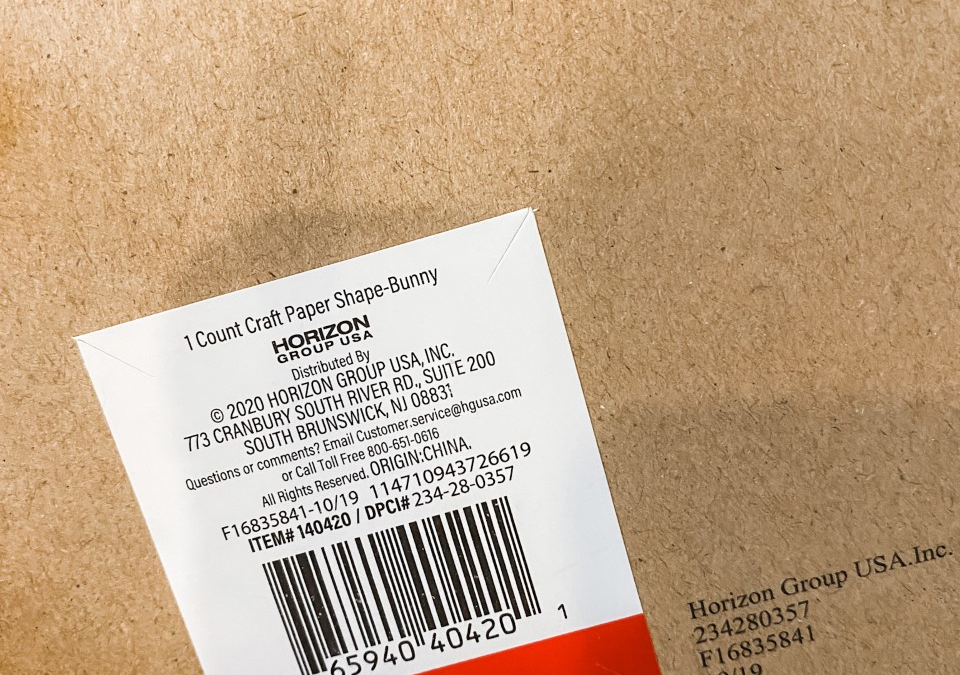 1 Count Craft Paper Shape-Bunny
HORIZON
GROUP USA
Distributed By
© 2020 HORIZON GROUP USA, INC.
773 CRANBURY SOUTH RIVER RD., SUITE 200
SOUTH BRUNSWICK, NJ 08831
Questions or comments? Email Customer.service@hgusa.com
or Call Toll Free 800-651-0616
All Rights Reserved. ORIGIN:CHINA.
F16835841-10/19 114710943726619
ITEM# 140420 / DPCI# 234-28-0357
65940 40420 1
Horizon Group USA.Inc.
234280357
F16835841
0/19